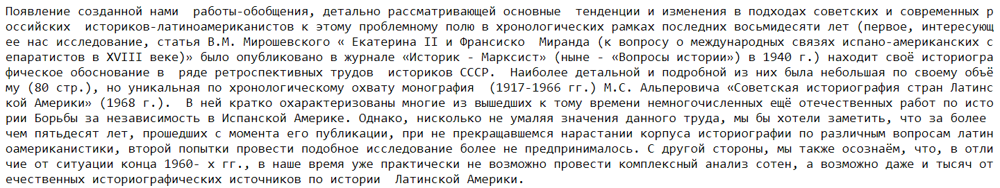 Появление созданной нами  работы-обобщения, детально рассматривающей основные  тенденции и изменения в подходах советских и современных р
оссийских  историков-латиноамериканистов к этому проблемному полю в хронологических рамках последних восьмидесяти лет (первое, интересующ
ее нас исследование, статья В.М. Мирошевского « Екатерина II и Франсиско  Миранда (к вопросу о международных связях испано-американских с
епаратистов в XVIII веке)» было опубликовано в журнале «Историк - Марксист» (ныне - «Вопросы истории») в 1940 г.) находит своё историогра
фическое обоснование в  ряде ретроспективных трудов  историков СССР.  Наиболее детальной и подробной из них была небольшая по своему объё
му (80 стр.), но уникальная по хронологическому охвату монография  (1917-1966 гг.) М.С. Альперовича «Советская историография стран Латинс
кой Америки» (1968 г.).  В ней кратко охарактеризованы многие из вышедших к тому времени немногочисленных ещё отечественных работ по исто
рии Борьбы за независимость в Испанской Америке. Однако, нисколько не умаляя значения данного труда, мы бы хотели заметить, что за более
чем пятьдесят лет, прошедших с момента его публикации, при не прекращавшемся нарастании корпуса историографии по различным вопросам латин
оамериканистики, второй попытки провести подобное исследование более не предпринималось. С другой стороны, мы также осознаём, что, в отли
чие от ситуации конца 1960- х гг., в наше время уже практически не возможно провести комплексный анализ сотен, а возможно даже и тысяч от
ечественных историографических источников по истории  Латинской Америки.